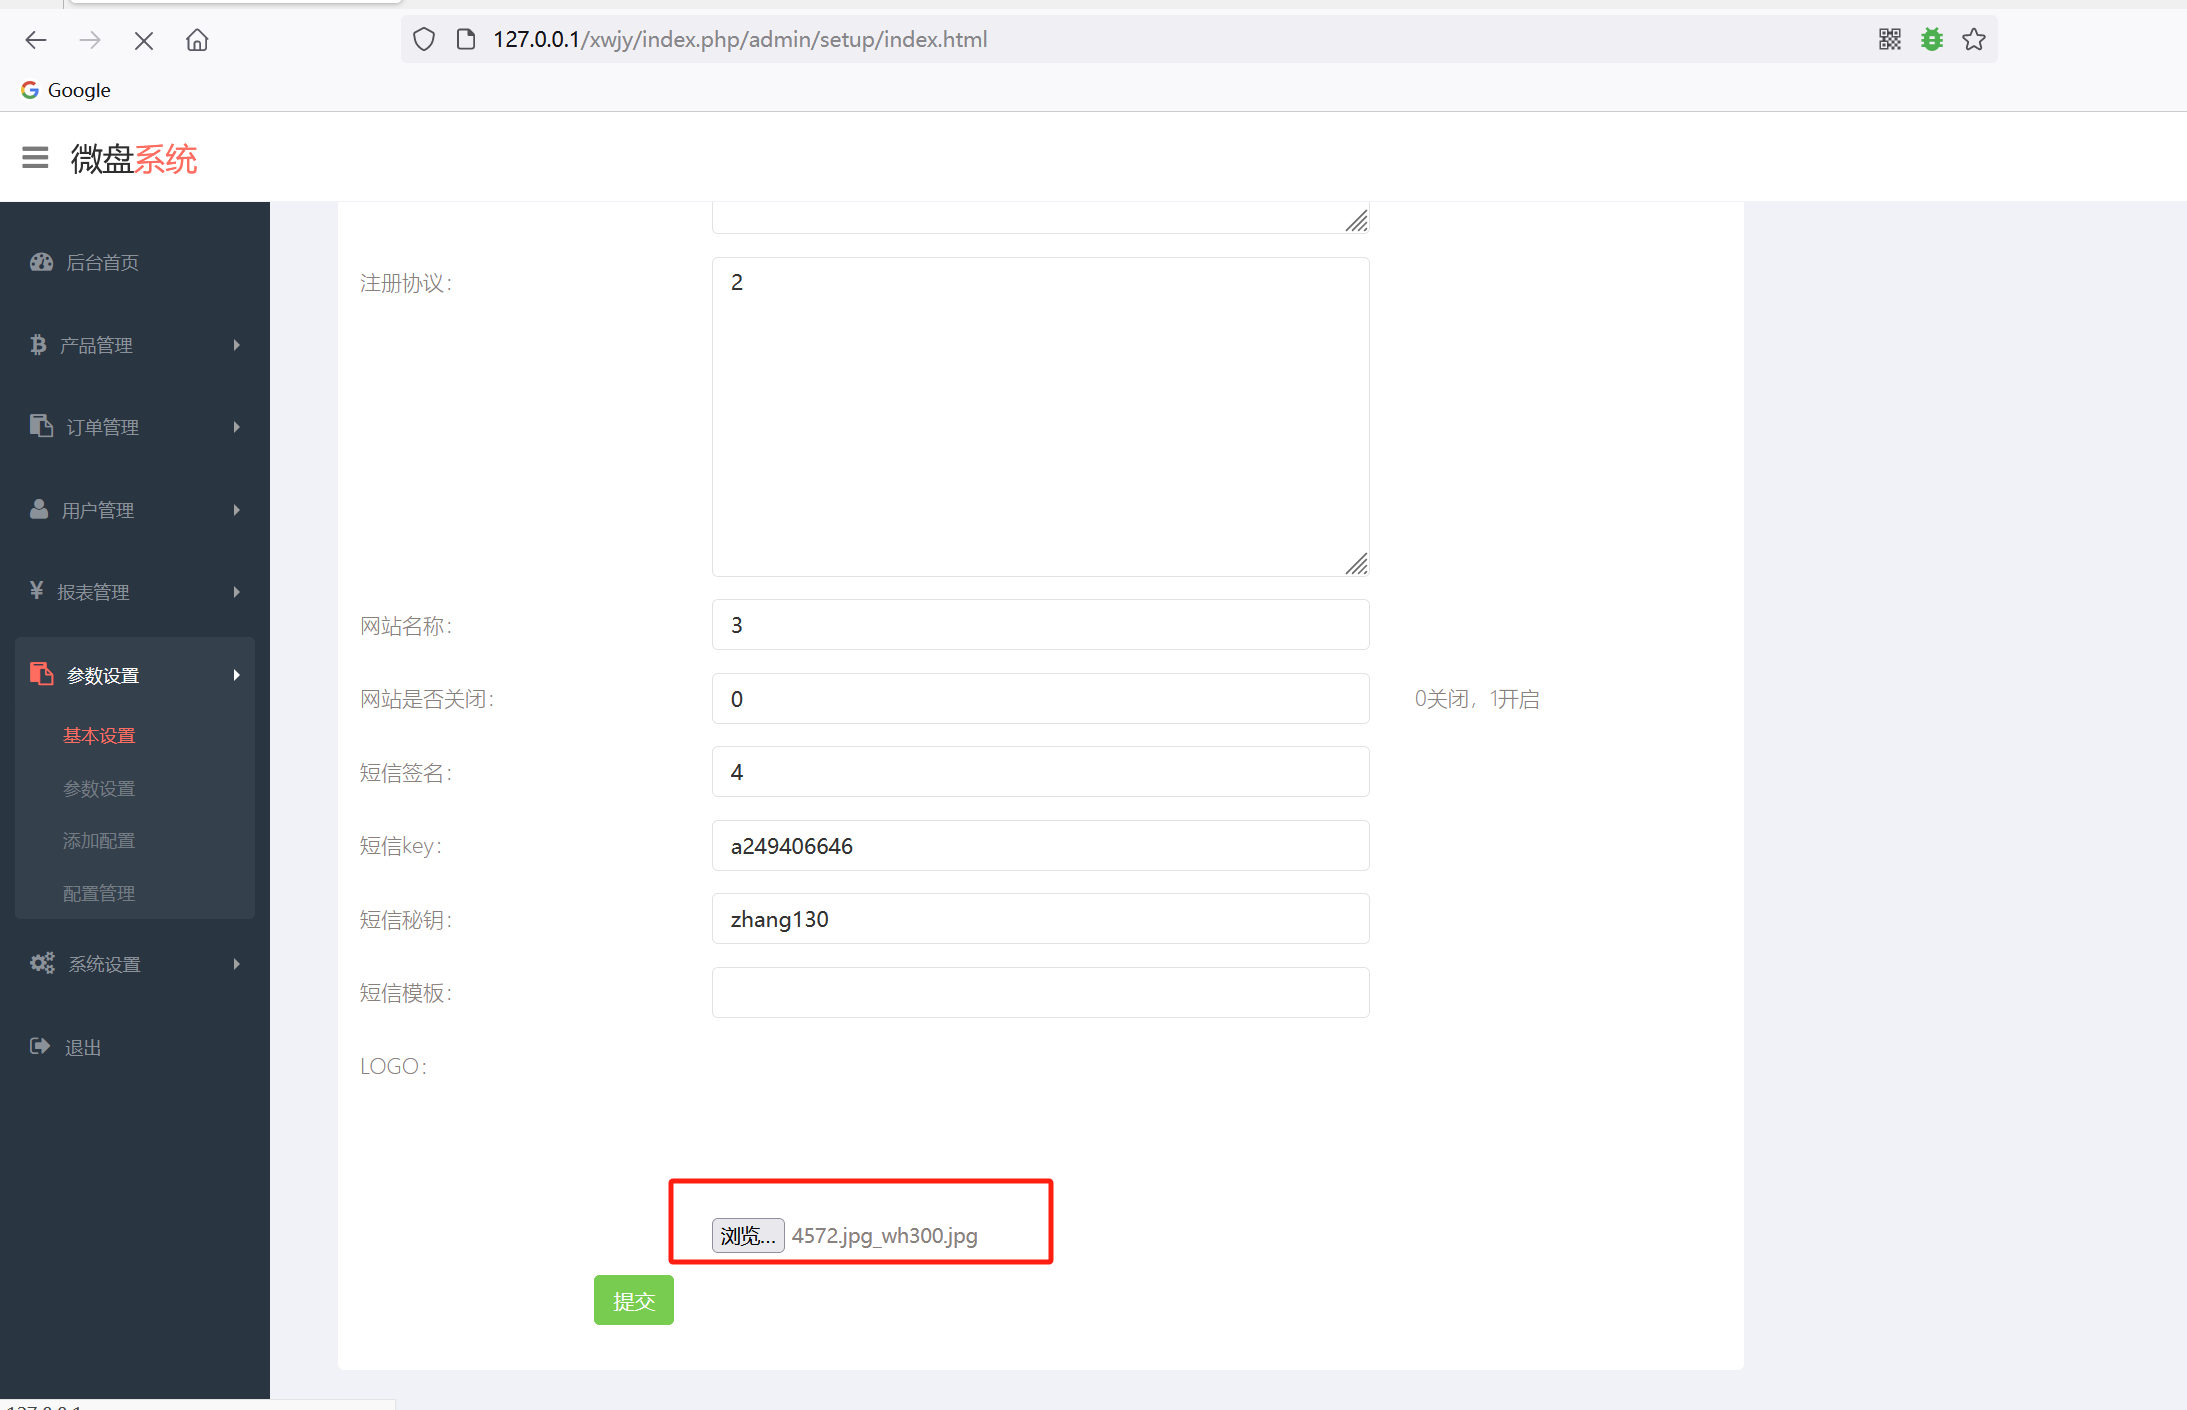 127.0.0.1/xwjy/index.php/admin/setup/index.html
Google
微盘系统
后台首页
产品管理
订单管理
用户管理
报表管理
参数设置
基本设置
参数设置
添加配置
配置管理
系统设置
退出
注册协议：
2
网站名称：
3
网站是否关闭：
0
0关闭，1开启
短信签名：
4
短信key：
a249406646
短信秘钥：
zhang130
短信模板：
LOGO：
浏览... 4572.jpg_wh300.jpg
提交